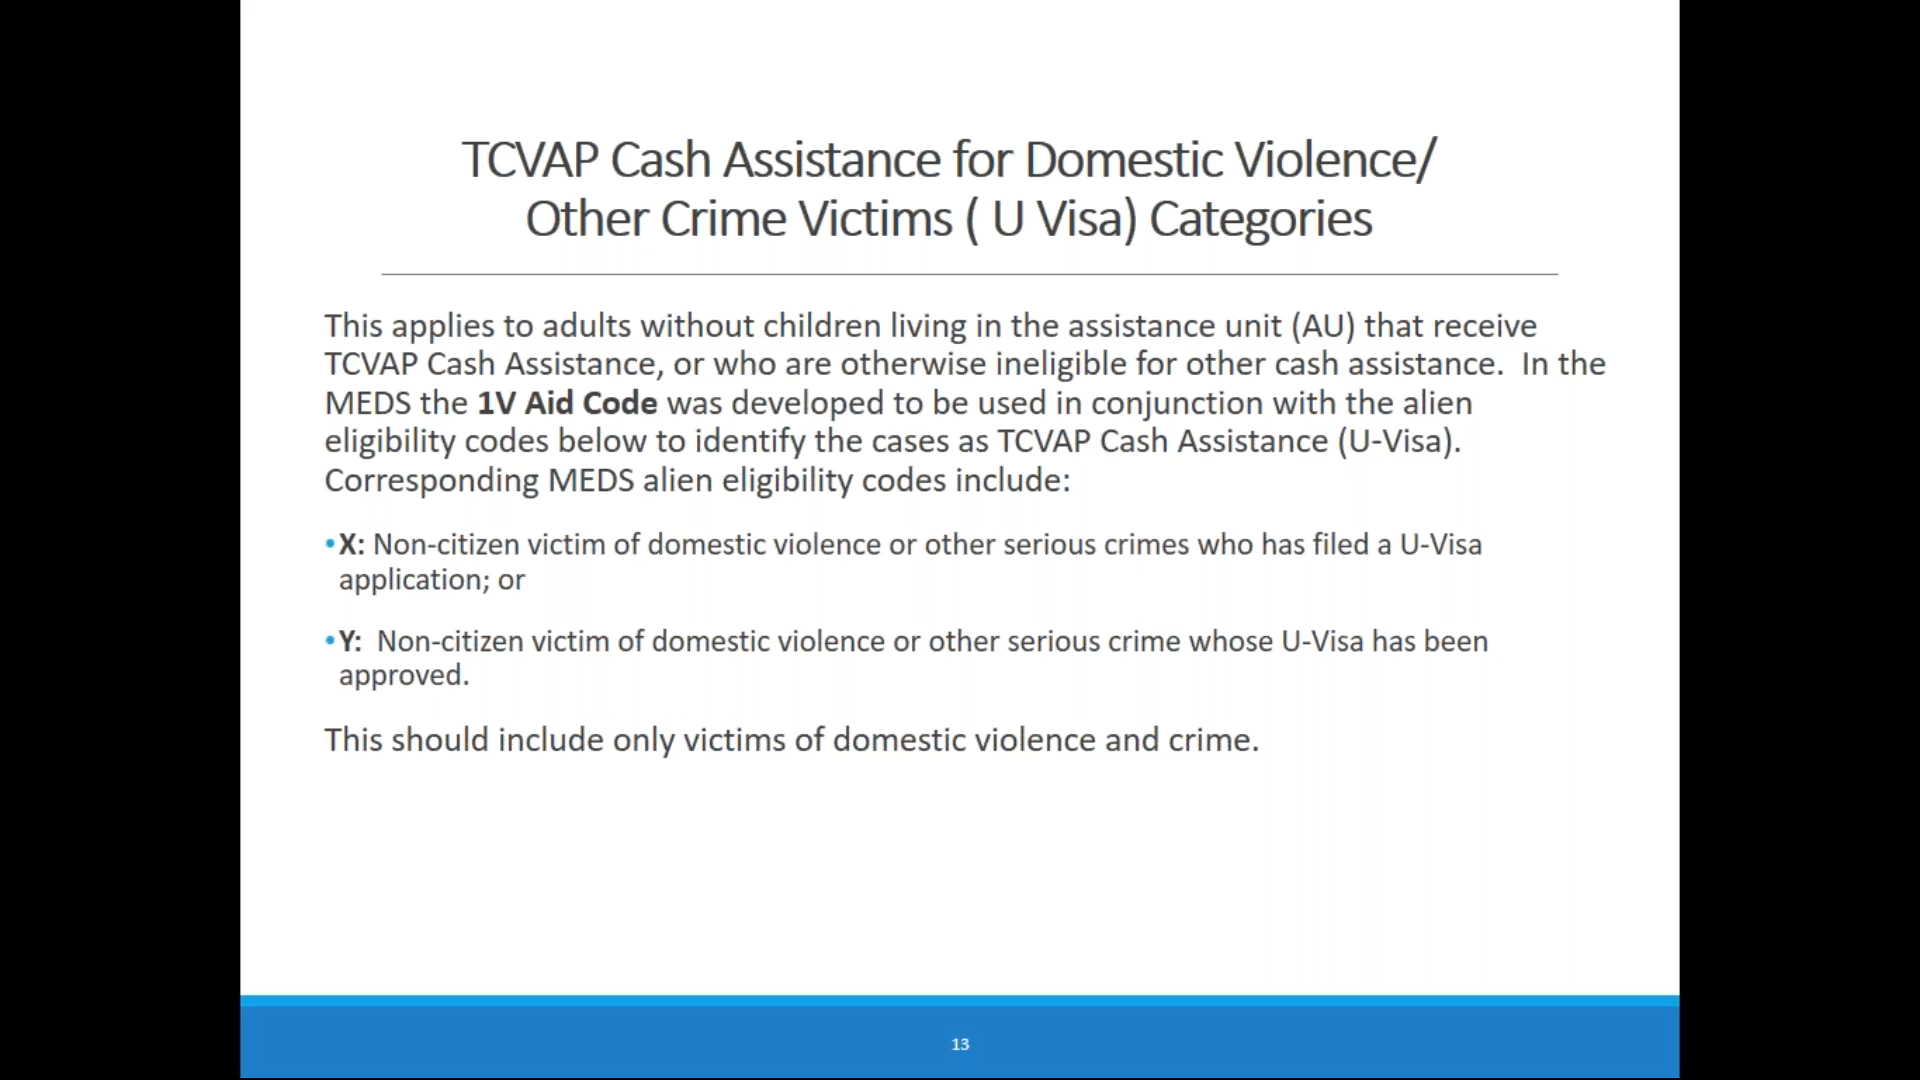 TCVAP Cash Assistance for Domestic Violence/
Other Crime Victims ( U Visa) Categories
This applies to adults without children living in the assistance unit (AU) that receive
TCVAP Cash Assistance, or who are otherwise ineligible for other cash assistance.  In the
MEDS the 1V Aid Code was developed to be used in conjunction with the alien
eligibility codes below to identify the cases as TCVAP Cash Assistance (U-Visa).
Corresponding MEDS alien eligibility codes include:
•X: Non-citizen victim of domestic violence or other serious crimes who has filed a U-Visa
application; or
•Y:  Non-citizen victim of domestic violence or other serious crime whose U-Visa has been
approved.
This should include only victims of domestic violence and crime.
13